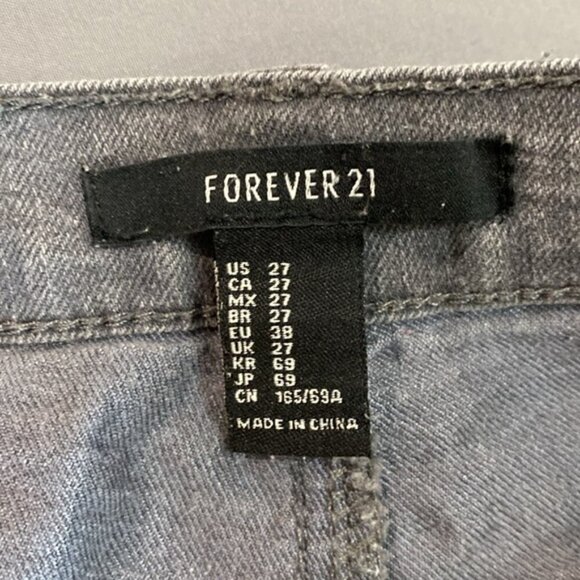 FOREVER 21
US 27
CA 27
MX 27
BR 27
EU 38
UK 27
KR 69
JP 69
CN 165/69A
MADE IN CHINA